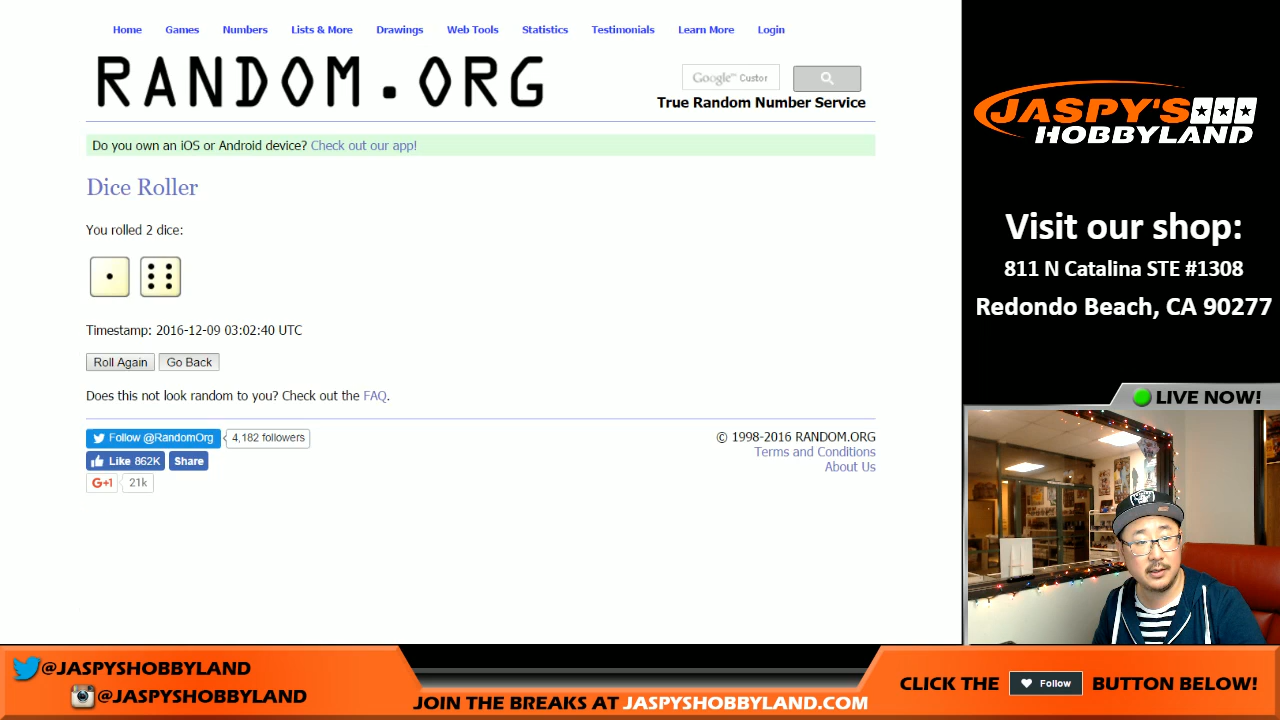 Home Games Numbers Lists & More Drawings Web Tools Statistics Testimonials Learn More Login
RANDOM.ORG
Google™ Custor
True Random Number Service
Do you own an iOS or Android device? Check out our app!
Dice Roller
You rolled 2 dice:
Timestamp: 2016-12-09 03:02:40 UTC
Roll Again Go Back
Does this not look random to you? Check out the FAQ.
Follow @RandomOrg 4,182 followers
Like 862K Share
G+1 21k
© 1998-2016 RANDOM.ORG
Terms and Conditions
About Us
JASPY'S
HOBBYLAND
Visit our shop:
811 N Catalina STE #1308
Redondo Beach, CA 90277
LIVE NOW!
@JASPYSHOBBYLAND
@JASPYSHOBBYLAND
JOIN THE BREAKS AT JASPYSHOBBYLAND.COM
CLICK THE Follow BUTTON BELOW!